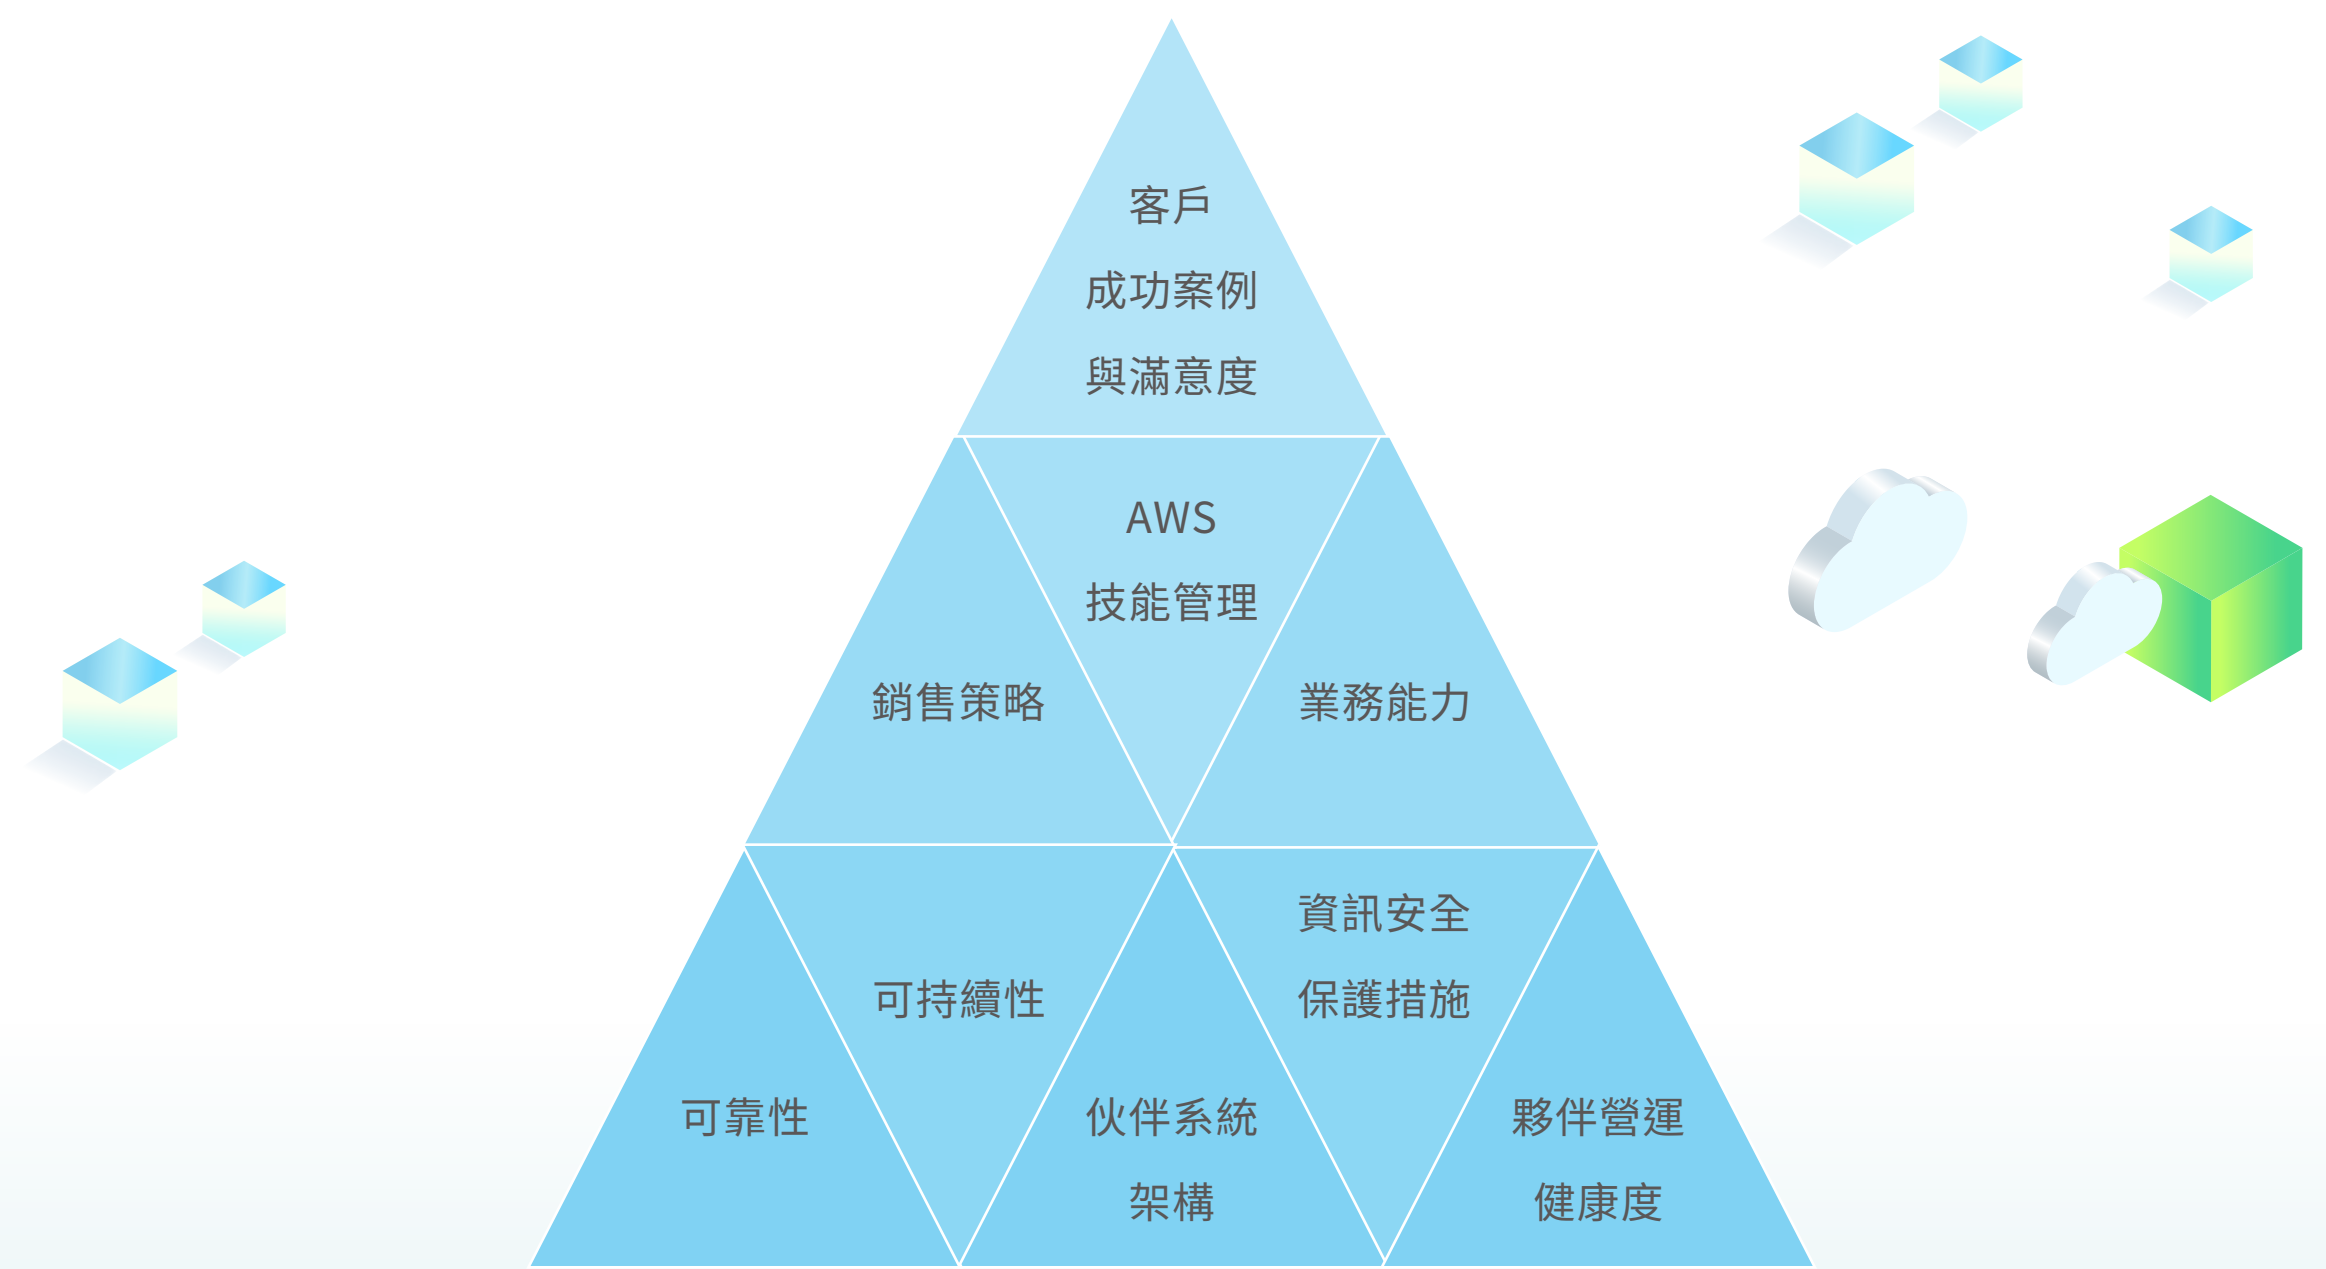 客戶
成功案例
與滿意度
AWS
技能管理
銷售策略
業務能力
可持續性
資訊安全
保護措施
可靠性
伙伴系統
架構
夥伴營運
健康度